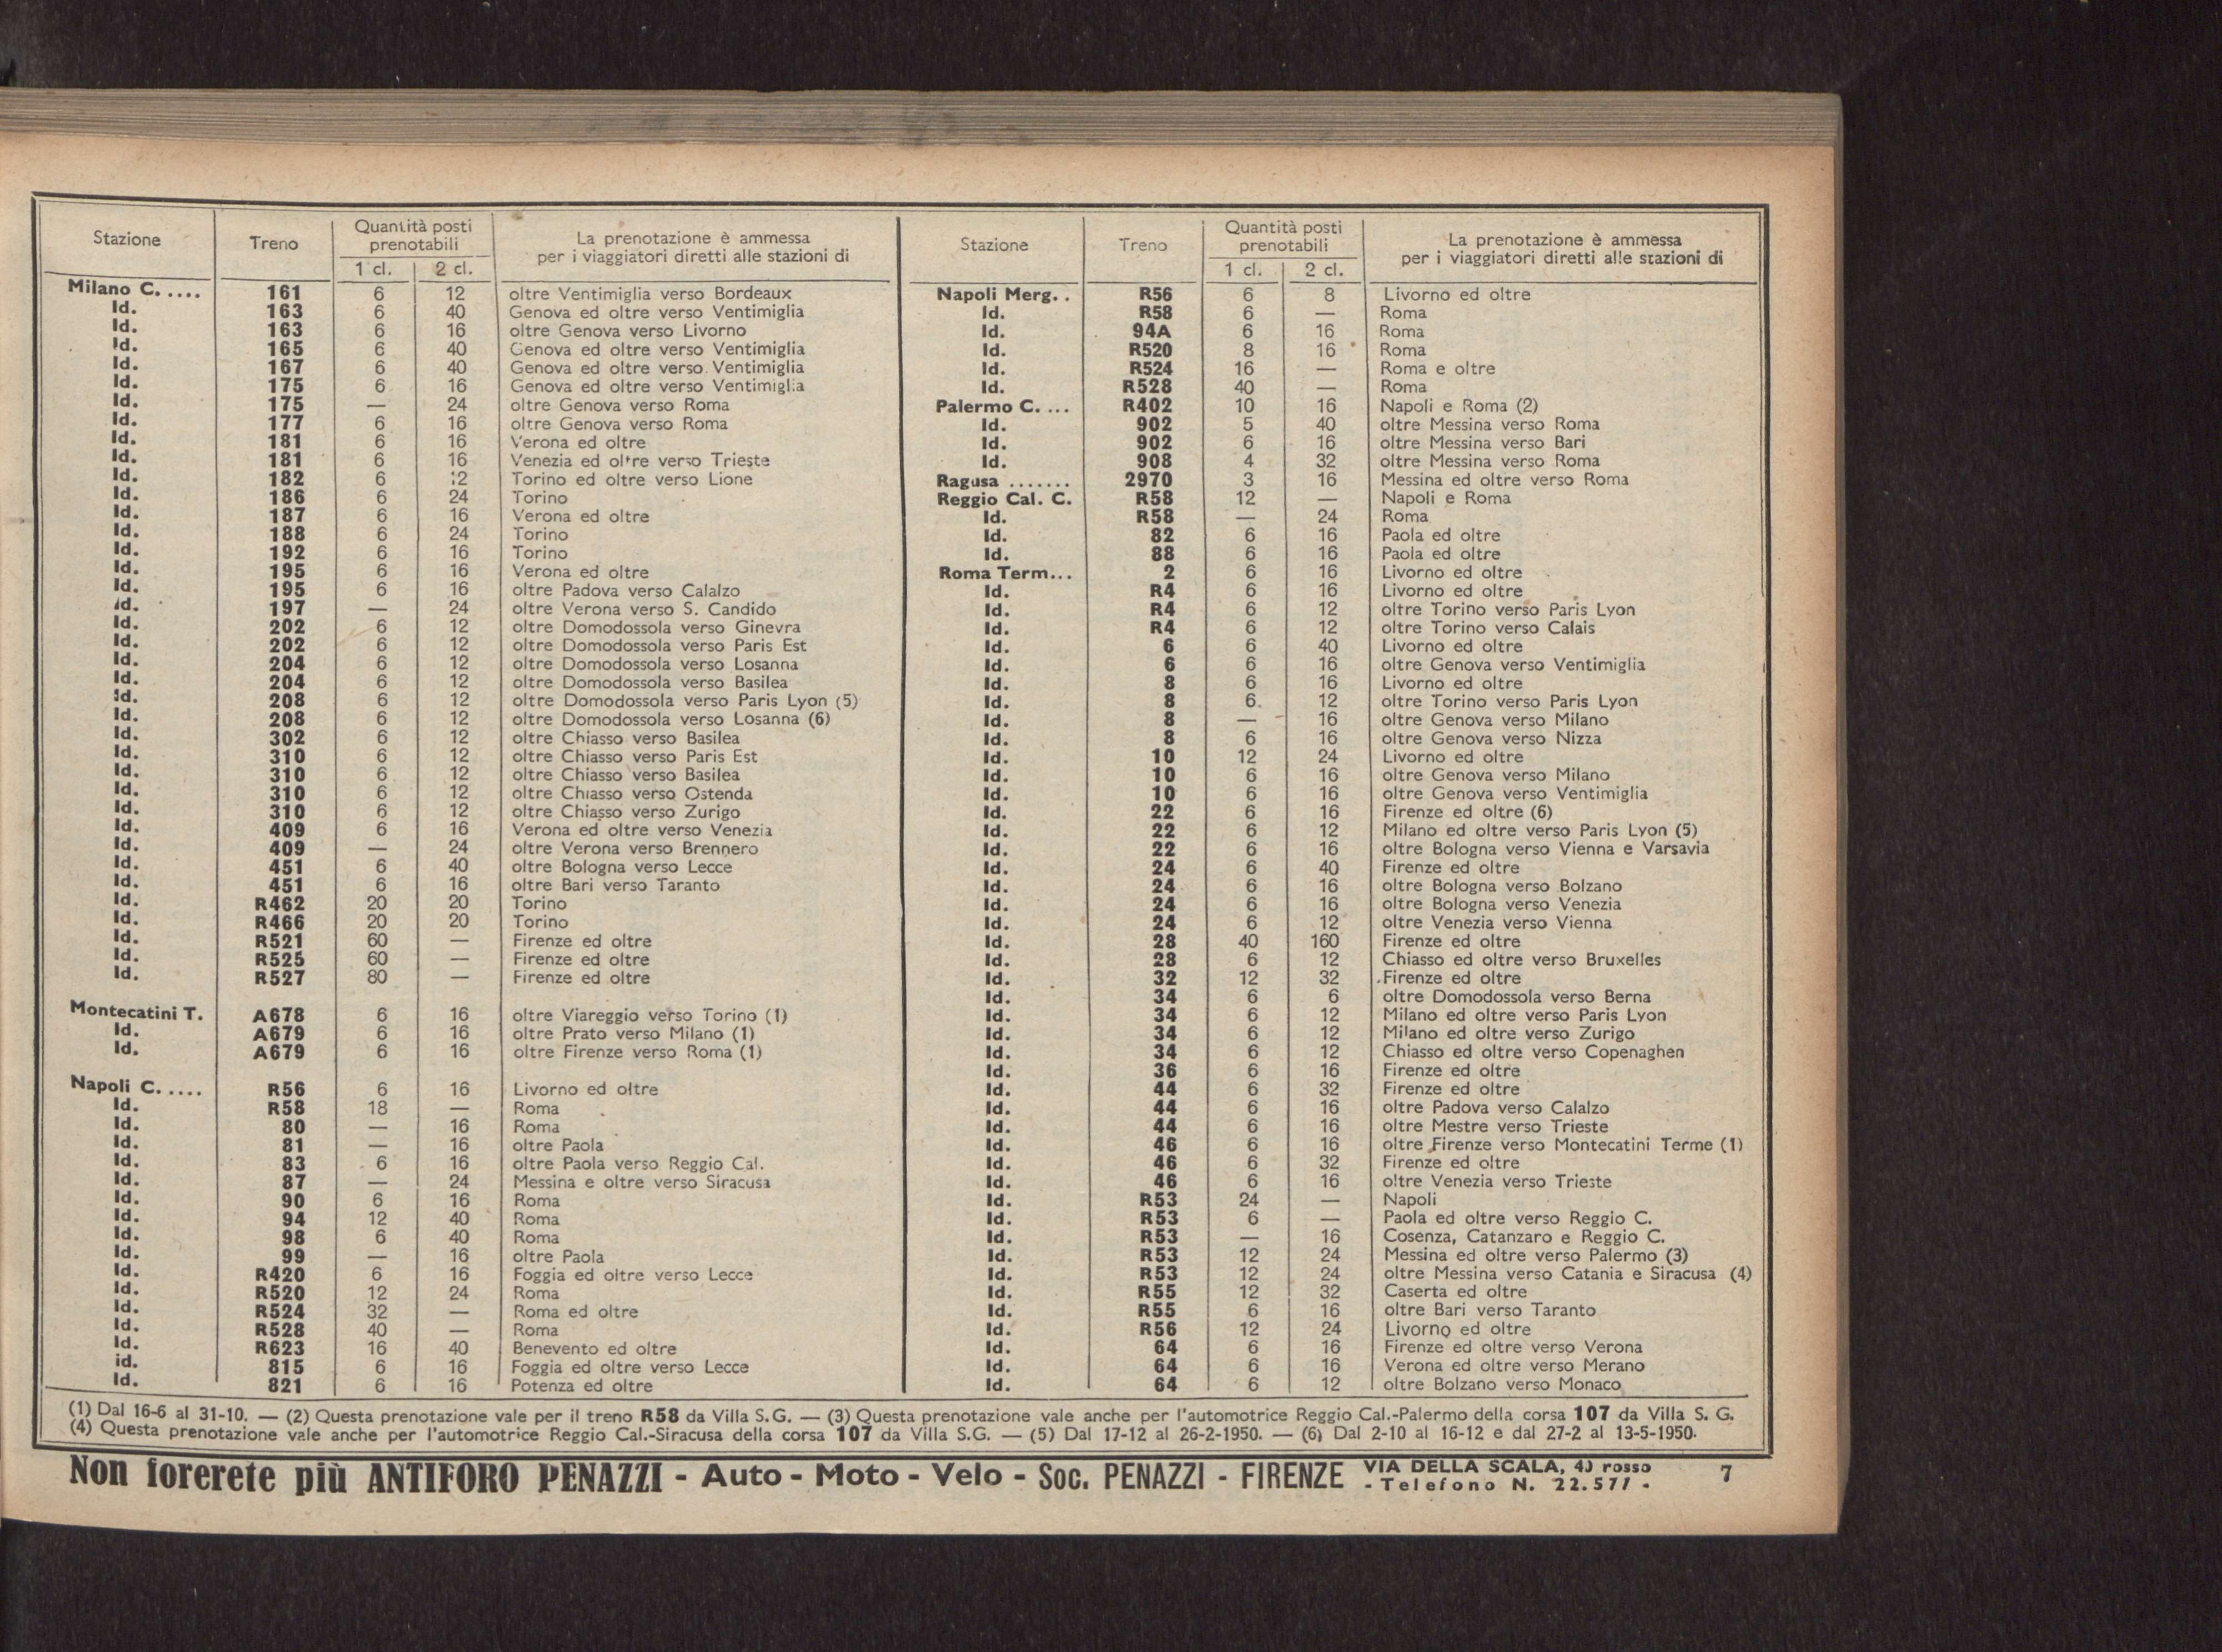 Stazione Treno Quantità posti prenotabili La prenotazione è ammessa per i viaggiatori diretti alle stazioni di
1 cl. 2 cl.
Milano C. .... 161 6 12 oltre Ventimiglia verso Bordeaux
Id. 163 6 40 Genova ed oltre verso Ventimiglia
Id. 163 6 16 oltre Genova verso Livorno
Id. 165 6 40 Genova ed oltre verso Ventimiglia
Id. 167 6 40 Genova ed oltre verso Ventimiglia
Id. 175 6 16 Genova ed oltre verso Ventimiglia
Id. 175 — 24 oltre Genova verso Roma
Id. 177 6 16 oltre Genova verso Roma
Id. 181 6 16 Verona ed oltre
Id. 181 6 16 Venezia ed oltre verso Trieste
Id. 182 6 12 Torino ed oltre verso Lione
Id. 186 6 24 Torino
Id. 187 6 16 Verona ed oltre
Id. 188 6 24 Torino
Id. 192 6 16 Torino
Id. 195 6 16 Verona ed oltre
Id. 195 6 16 oltre Padova verso Calalzo
Id. 197 — 24 oltre Verona verso S. Candido
Id. 202 6 12 oltre Domodossola verso Ginevra
Id. 202 6 12 oltre Domodossola verso Paris Est
Id. 204 6 12 oltre Domodossola verso Losanna
Id. 204 6 12 oltre Domodossola verso Basilea
Id. 208 6 12 oltre Domodossola verso Paris Lyon (5)
Id. 208 6 12 oltre Domodossola verso Losanna (6)
Id. 302 6 12 oltre Chiasso verso Basilea
Id. 310 6 12 oltre Chiasso verso Paris Est
Id. 310 6 12 oltre Chiasso verso Basilea
Id. 310 6 12 oltre Chiasso verso Ostenda
Id. 310 6 12 oltre Chiasso verso Zurigo
Id. 409 6 16 Verona ed oltre verso Venezia
Id. 409 — 24 oltre Verona verso Brennero
Id. 451 6 40 oltre Bologna verso Lecce
Id. 451 6 16 oltre Bari verso Taranto
Id. R462 20 20 Torino
Id. R466 20 20 Torino
Id. R521 60 — Firenze ed oltre
Id. R525 60 — Firenze ed oltre
Id. R527 80 — Firenze ed oltre
Montecatini T. A678 6 16 oltre Viareggio verso Torino (1)
Id. A679 6 16 oltre Prato verso Milano (1)
Id. A679 6 16 oltre Firenze verso Roma (1)
Napoli C. .... R56 6 16 Livorno ed oltre
Id. R58 18 — Roma
Id. 80 — 16 Roma
Id. 81 — 16 oltre Paola
Id. 83 6 16 oltre Paola verso Reggio Cal.
Id. 87 — 24 Messina e oltre verso Siracusa
Id. 90 6 16 Roma
Id. 94 12 40 Roma
Id. 98 6 40 Roma
Id. 99 — 16 oltre Paola
Id. R420 6 16 Foggia ed oltre verso Lecce
Id. R520 12 24 Roma
Id. R524 32 — Roma ed oltre
Id. R528 40 — Roma
Id. R623 16 40 Benevento ed oltre
id. 815 6 16 Foggia ed oltre verso Lecce
Id. 821 6 16 Potenza ed oltre
Stazione Treno Quantità posti prenotabili La prenotazione è ammessa per i viaggiatori diretti alle stazioni di
1 cl. 2 cl.
Napoli Merg. . R56 6 8 Livorno ed oltre
Id. R58 6 — Roma
Id. 94A 6 16 Roma
Id. R520 8 16 Roma
Id. R524 16 — Roma e oltre
Id. R528 40 — Roma
Palermo C. ... R402 10 16 Napoli e Roma (2)
Id. 902 5 40 oltre Messina verso Roma
Id. 902 6 16 oltre Messina verso Bari
Id. 908 4 32 oltre Messina verso Roma
Ragusa ....... 2970 3 16 Messina ed oltre verso Roma
Reggio Cal. C. R58 12 — Napoli e Roma
Id. R58 — 24 Roma
Id. 82 6 16 Paola ed oltre
Id. 88 6 16 Paola ed oltre
Roma Term... 2 6 16 Livorno ed oltre
Id. R4 6 16 Livorno ed oltre
Id. R4 6 12 oltre Torino verso Paris Lyon
Id. R4 6 12 oltre Torino verso Calais
Id. 6 6 40 Livorno ed oltre
Id. 6 6 16 oltre Genova verso Ventimiglia
Id. 8 6 16 Livorno ed oltre
Id. 8 6 12 oltre Torino verso Paris Lyon
Id. 8 — 16 oltre Genova verso Milano
Id. 8 6 16 oltre Genova verso Nizza
Id. 10 12 24 Livorno ed oltre
Id. 10 6 16 oltre Genova verso Milano
Id. 10 6 16 oltre Genova verso Ventimiglia
Id. 22 6 16 Firenze ed oltre (6)
Id. 22 6 12 Milano ed oltre verso Paris Lyon (5)
Id. 22 6 16 oltre Bologna verso Vienna e Varsavia
Id. 24 6 40 Firenze ed oltre
Id. 24 6 16 oltre Bologna verso Bolzano
Id. 24 6 16 oltre Bologna verso Venezia
Id. 24 6 12 oltre Venezia verso Vienna
Id. 28 40 160 Firenze ed oltre
Id. 28 6 12 Chiasso ed oltre verso Bruxelles
Id. 32 12 32 Firenze ed oltre
Id. 34 6 6 oltre Domodossola verso Berna
Id. 34 6 12 Milano ed oltre verso Paris Lyon
Id. 34 6 12 Milano ed oltre verso Zurigo
Id. 34 6 12 Chiasso ed oltre verso Copenaghen
Id. 36 6 16 Firenze ed oltre
Id. 44 6 32 Firenze ed oltre
Id. 44 6 16 oltre Padova verso Calalzo
Id. 44 6 16 oltre Mestre verso Trieste
Id. 46 6 16 oltre Firenze verso Montecatini Terme (1)
Id. 46 6 32 Firenze ed oltre
Id. 46 6 16 oltre Venezia verso Trieste
Id. R53 24 — Napoli
Id. R53 6 — Paola ed oltre verso Reggio C.
Id. R53 — 16 Cosenza, Catanzaro e Reggio C.
Id. R53 12 24 Messina ed oltre verso Palermo (3)
Id. R53 12 24 oltre Messina verso Catania e Siracusa (4)
Id. R55 12 32 Caserta ed oltre
Id. R55 6 16 oltre Bari verso Taranto
Id. R56 12 24 Livorno ed oltre
Id. 64 6 16 Firenze ed oltre verso Verona
Id. 64 6 16 Verona ed oltre verso Merano
Id. 64 6 12 oltre Bolzano verso Monaco
(1) Dal 16-6 al 31-10. — (2) Questa prenotazione vale per il treno R58 da Villa S.G. — (3) Questa prenotazione vale anche per l'automotrice Reggio Cal.-Palermo della corsa 107 da Villa S. G.
(4) Questa prenotazione vale anche per l'automotrice Reggio Cal.-Siracusa della corsa 107 da Villa S.G. — (5) Dal 17-12 al 26-2-1950. — (6) Dal 2-10 al 16-12 e dal 27-2 al 13-5-1950.
Non forerete più ANTIFORO PENAZZI - Auto - Moto - Velo - Soc. PENAZZI - FIRENZE VIA DELLA SCALA, rosso
- Telefono N. 22.577 -
7